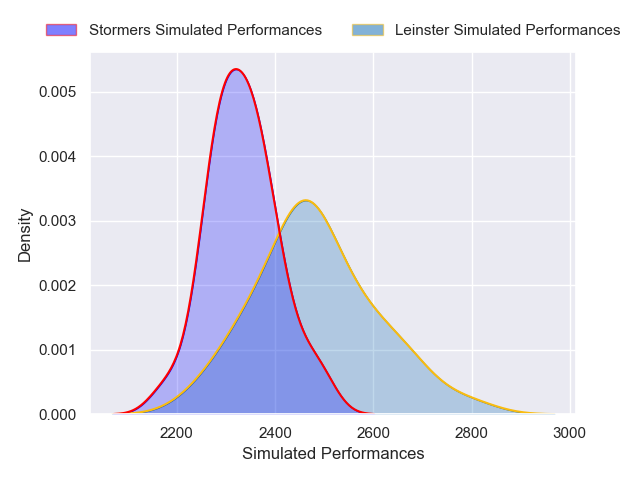 Stormers Simulated Performances Leinster Simulated Performances
0.005
0.004
0.003
0.002
0.001
0.000
Density
2200 2400 2600 2800 3000
Simulated Performances